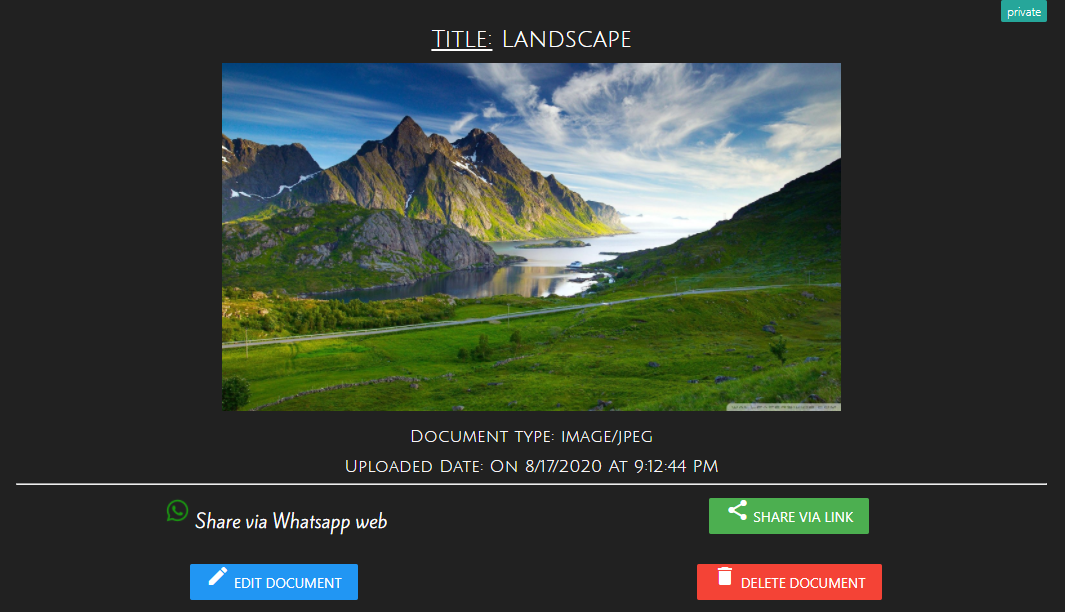 private
Title: Landscape
Document type: image/jpeg
Uploaded Date: On 8/17/2020 at 9:12:44 PM
Share via Whatsapp web
SHARE VIA LINK
EDIT DOCUMENT
DELETE DOCUMENT